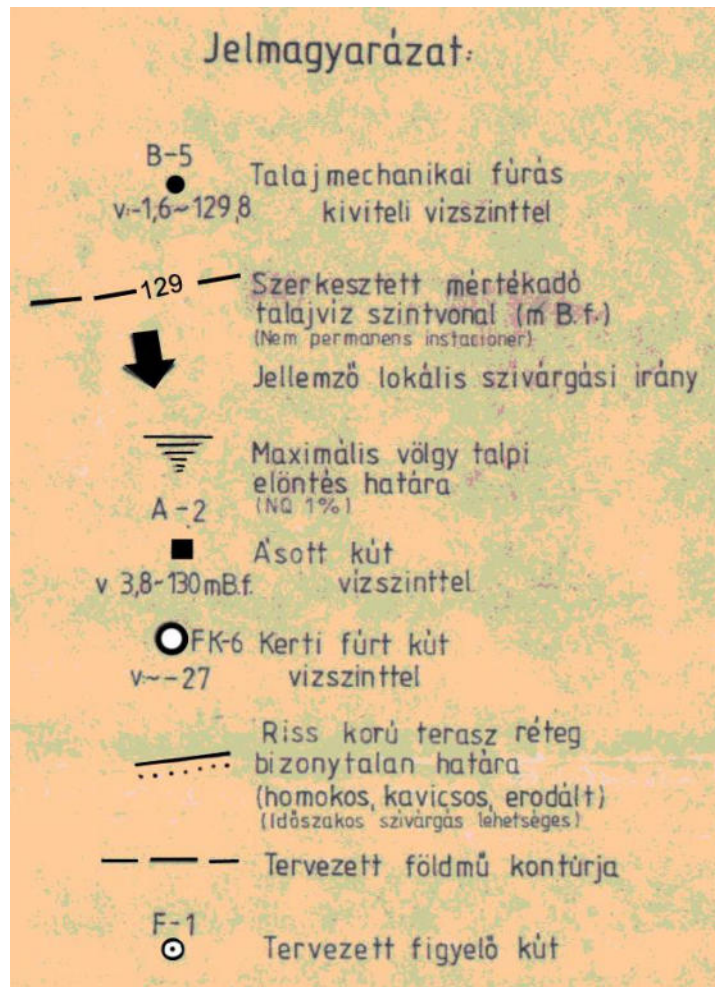 Jelmagyarázat:
B-5
v:-1,6~129,8
Talajmechanikai fúrás
kiviteli vízszinttel
129
Szerkesztett mértékadó
talajvíz szintvonal (m B.f.)
(Nem permanens instacioner)
Jellemző lokális szivárgási irány
Maximális völgy talpi
elöntés határa
(NQ 1%)
A-2
v 3,8~130mB.f.
Ásott kút
vízszinttel
FK-6 Kerti fúrt kút
v~-27 vízszinttel
Riss korú terasz réteg
bizonytalan határa
(homokos, kavicsos, erodált)
(Időszakos szivárgás lehetséges)
Tervezett földmű kontúrja
F-1
Tervezett figyelő kút